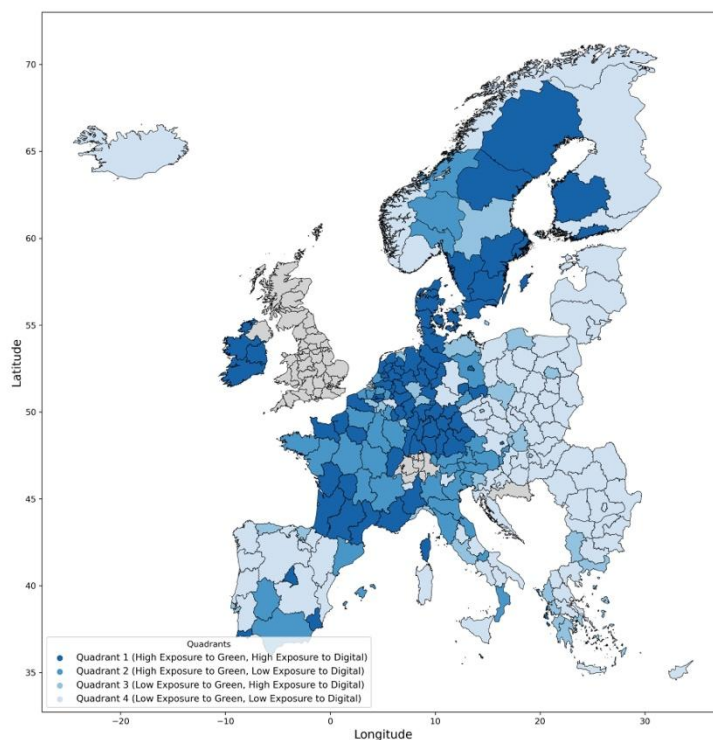 70
65
60
55
50
45
40
35
Latitude
Quadrants
Quadrant 1 (High Exposure to Green, High Exposure to Digital)
Quadrant 2 (High Exposure to Green, Low Exposure to Digital)
Quadrant 3 (Low Exposure to Green, High Exposure to Digital)
Quadrant 4 (Low Exposure to Green, Low Exposure to Digital)
−20 −10 0 10 20 30
Longitude